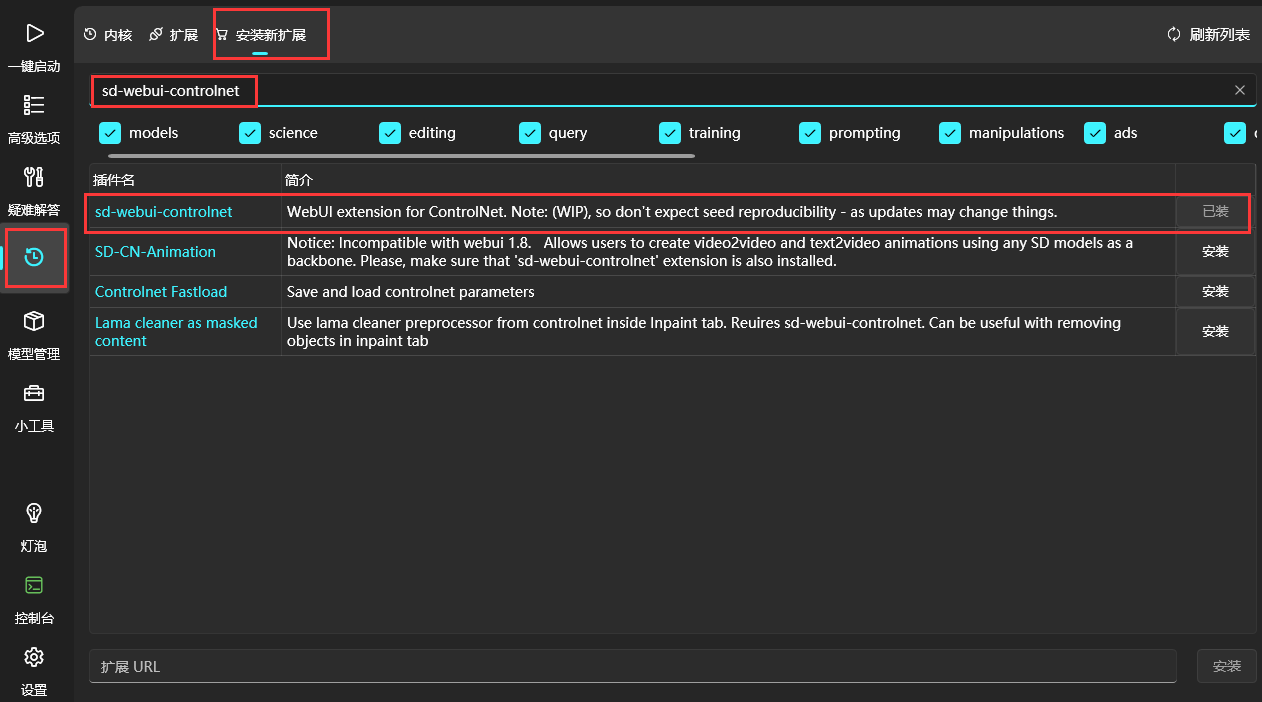 一键启动
高级选项
疑难解答
模型管理
小工具
灯泡
控制台
设置
内核 扩展 安装新扩展 刷新列表
sd-webui-controlnet
models science editing query training prompting manipulations ads
插件名 简介
sd-webui-controlnet WebUI extension for ControlNet. Note: (WIP), so don't expect seed reproducibility - as updates may change things. 已装
SD-CN-Animation Notice: Incompatible with webui 1.8. Allows users to create video2video and text2video animations using any SD models as a
backbone. Please, make sure that 'sd-webui-controlnet' extension is also installed. 安装
Controlnet Fastload Save and load controlnet parameters 安装
Lama cleaner as masked Use lama cleaner preprocessor from controlnet inside Inpaint tab. Reuires sd-webui-controlnet. Can be useful with removing
content objects in inpaint tab 安装
扩展 URL 安装